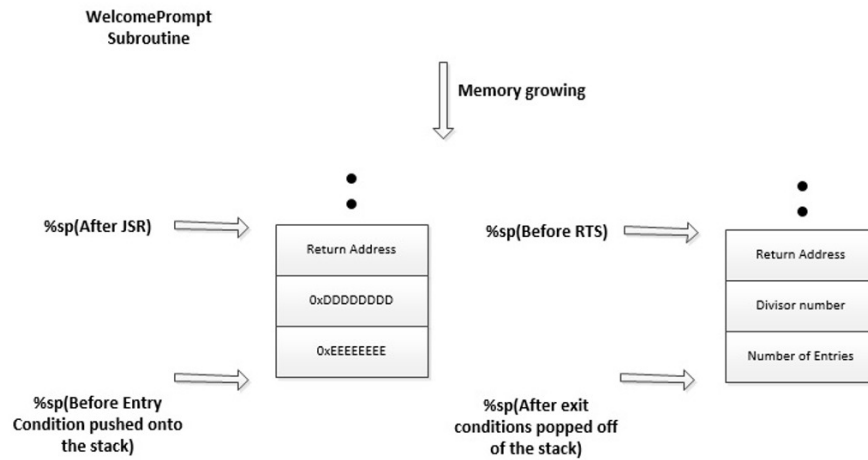 WelcomePrompt
Subroutine
Memory growing
%sp(After JSR)
Return Address
0xDDDDDDDD
0xEEEEEEEE
%sp(Before Entry
Condition pushed onto
the stack)
%sp(Before RTS)
Return Address
Divisor number
Number of Entries
%sp(After exit
conditions popped off
of the stack)